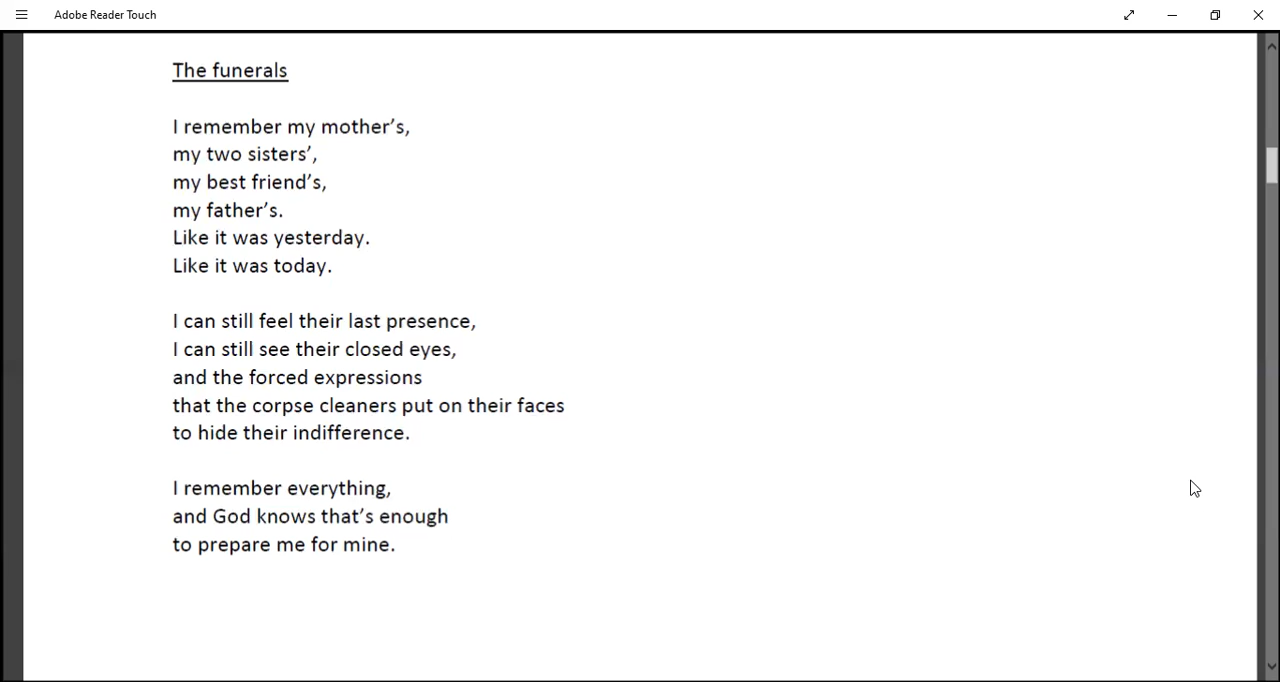 Adobe Reader Touch
The funerals
I remember my mother’s,
my two sisters’,
my best friend’s,
my father’s.
Like it was yesterday.
Like it was today.
I can still feel their last presence,
I can still see their closed eyes,
and the forced expressions
that the corpse cleaners put on their faces
to hide their indifference.
I remember everything,
and God knows that’s enough
to prepare me for mine.